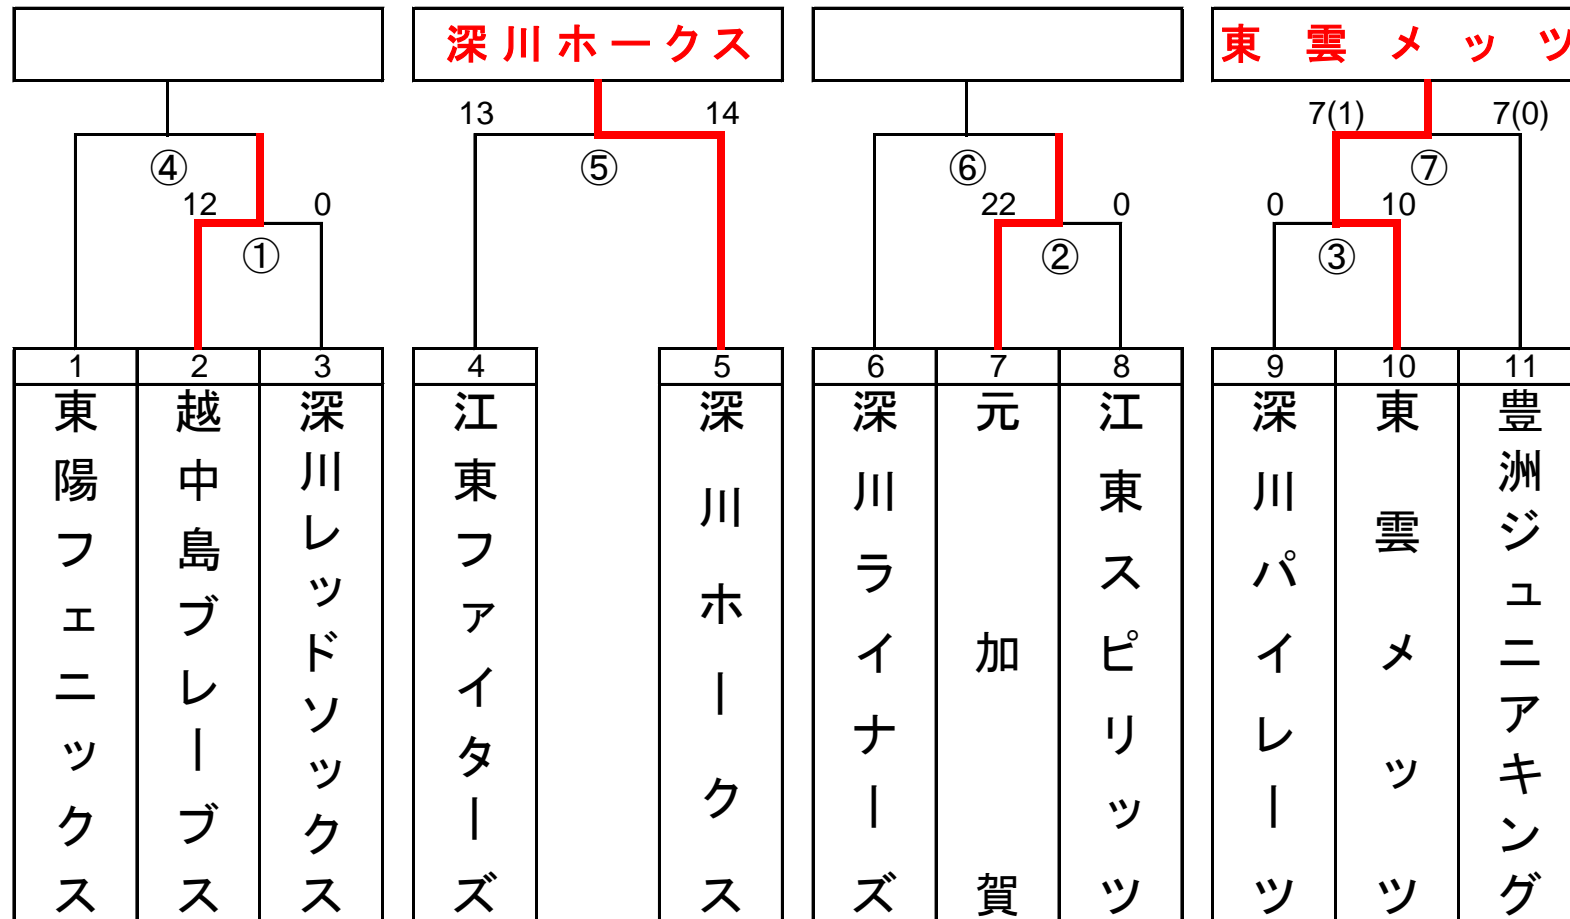 深川ホークス
東雲メッツ
13
14
7(1)
7(0)
④
⑤
⑥
⑦
12
0
22
0
0
10
①
②
③
1
2
3
4
5
6
7
8
9
10
11
東陽フェニックス
越中島ブレーブス
深川レッドソックス
江東ファイターズ
深川ホークス
深川ライナーズ
元加賀
江東スピリッツ
深川パイレーツ
東雲メッツ
豊洲ジュニアキング